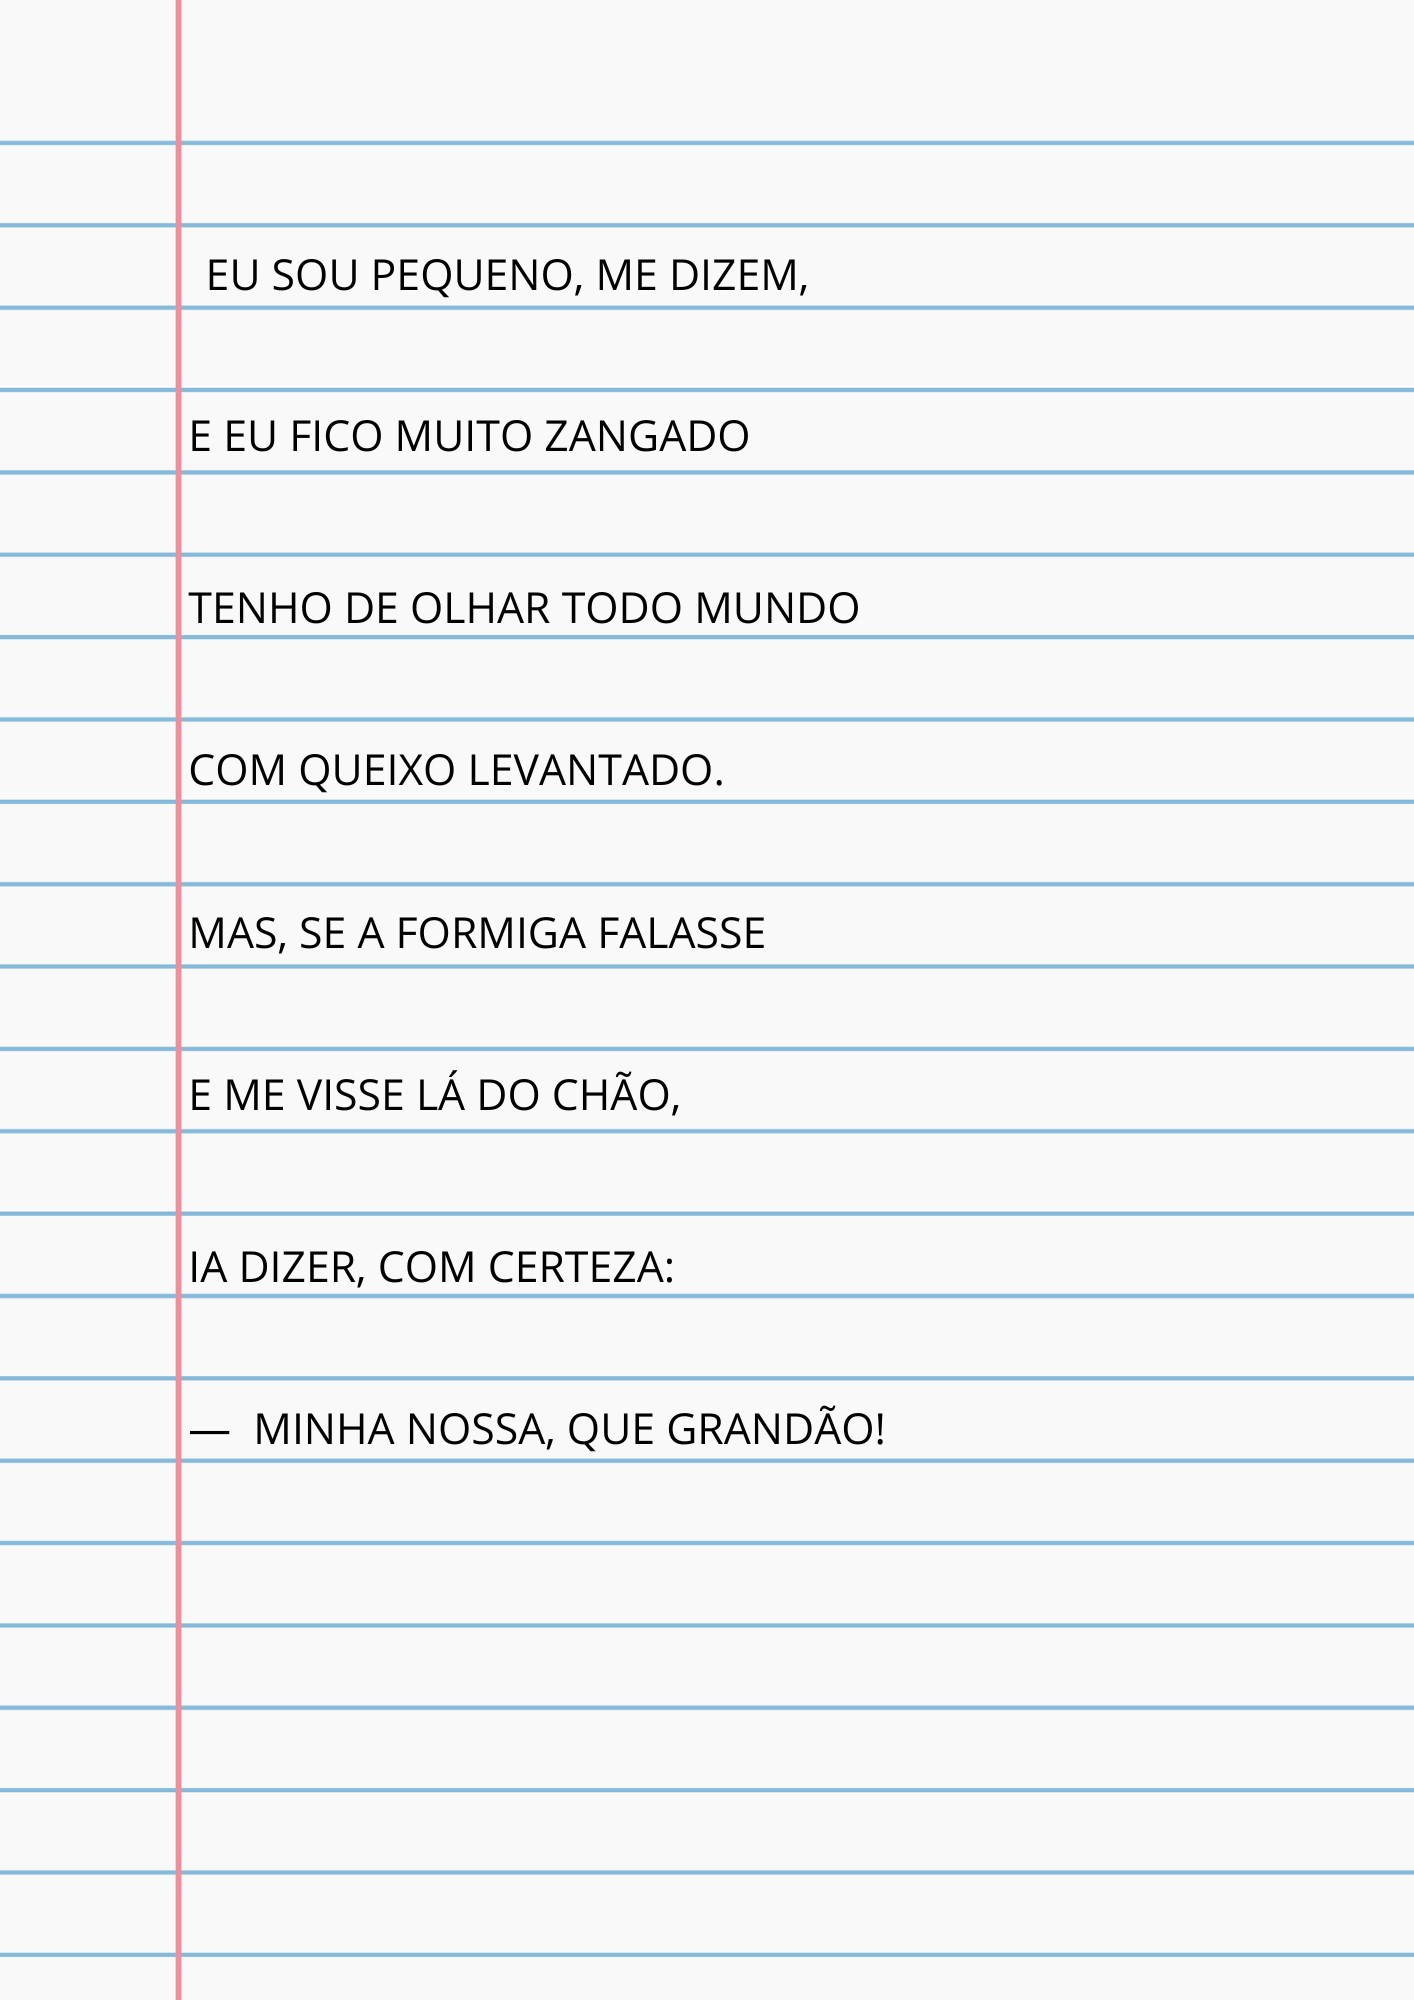 EU SOU PEQUENO, ME DIZEM,
E EU FICO MUITO ZANGADO
TENHO DE OLHAR TODO MUNDO
COM QUEIXO LEVANTADO.
MAS, SE A FORMIGA FALASSE
E ME VISSE LÁ DO CHÃO,
IA DIZER, COM CERTEZA:
— MINHA NOSSA, QUE GRANDÃO!